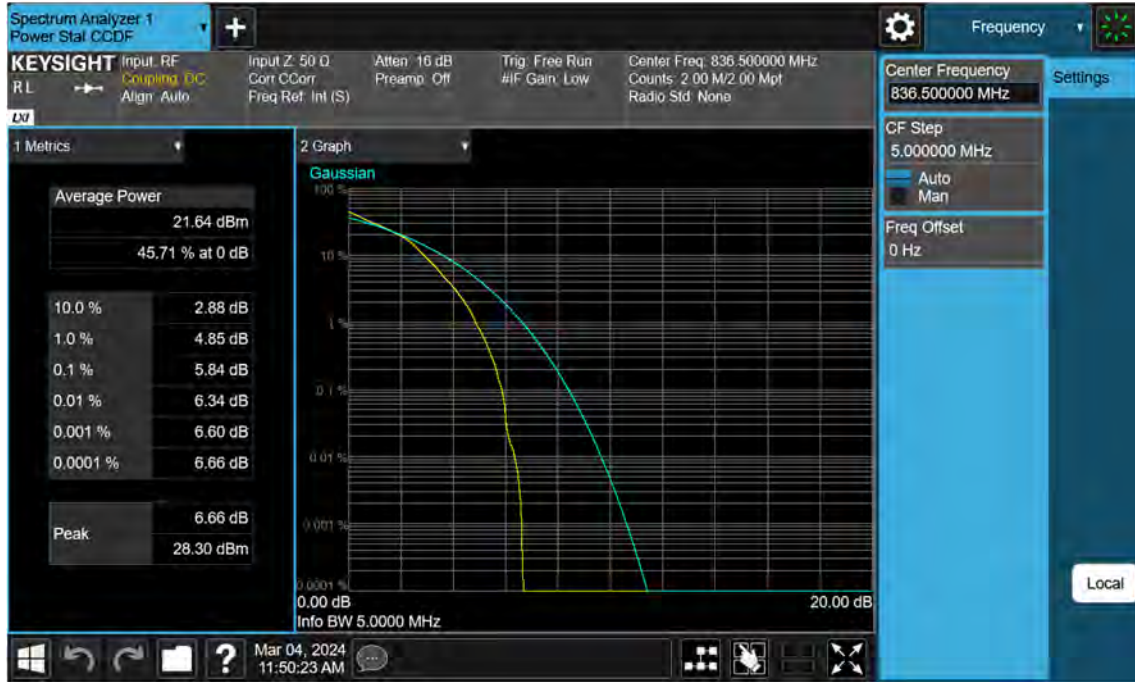 Spectrum Analyzer 1
Power Stat CCDF
+
Frequency
KEYSIGHT
RL
LXI
Input: RF
Coupling: DC
Align: Auto
Input Z: 50 Ω
Corr CCorr
Freq Ref: Int (S)
Atten: 16 dB
Preamp: Off
Trig: Free Run
#IF Gain: Low
Center Freq: 836.500000 MHz
Counts: 2.00 M/2.00 Mpt
Radio Std: None
Center Frequency
836.500000 MHz
Settings
CF Step
5.000000 MHz
Auto
Man
Freq Offset
0 Hz
1 Metrics
Average Power
21.64 dBm
45.71 % at 0 dB
10.0 % 2.88 dB
1.0 % 4.85 dB
0.1 % 5.84 dB
0.01 % 6.34 dB
0.001 % 6.60 dB
0.0001 % 6.66 dB
Peak
6.66 dB
28.30 dBm
2 Graph
Gaussian
100 %
10 %
1 %
0.1 %
0.01 %
0.001 %
0.0001 %
0.00 dB 20.00 dB
Info BW 5.0000 MHz
Local
?
Mar 04, 2024
11:50:23 AM